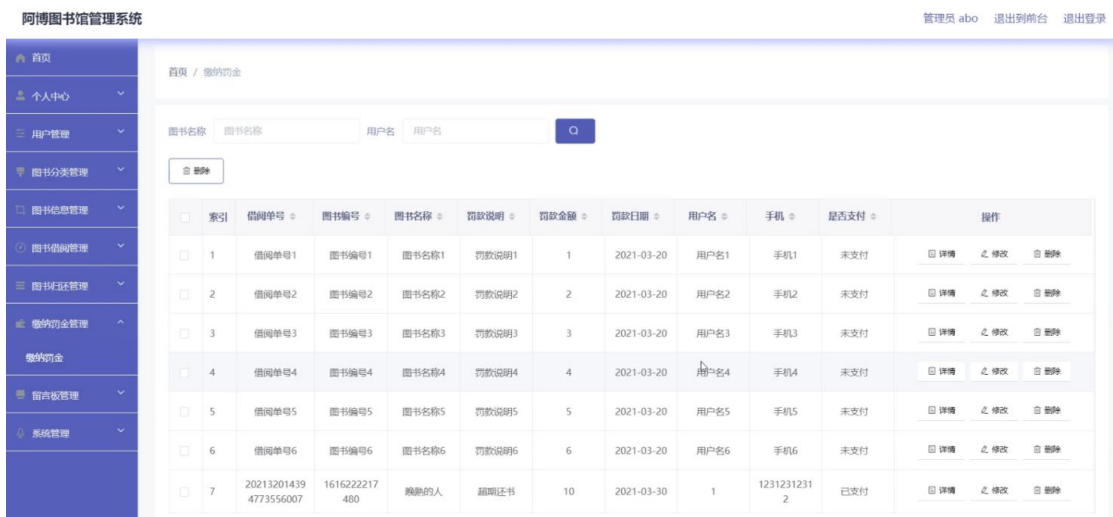 阿博图书馆管理系统
管理员 abo 退出到前台 退出登录
首页
个人中心
用户管理
图书分类管理
图书信息管理
图书借阅管理
图书归还管理
缴纳罚金管理
缴纳罚金
留言板管理
系统管理
首页 / 缴纳罚金
图书名称 图书名称 用户名 用户名
删除
索引 借阅单号 图书编号 图书名称 罚款说明 罚款金额 罚款日期 用户名 手机 是否支付 操作
1 借阅单号1 图书编号1 图书名称1 罚款说明1 1 2021-03-20 用户名1 手机1 未支付 详情 修改 删除
2 借阅单号2 图书编号2 图书名称2 罚款说明2 2 2021-03-20 用户名2 手机2 未支付 详情 修改 删除
3 借阅单号3 图书编号3 图书名称3 罚款说明3 3 2021-03-20 用户名3 手机3 未支付 详情 修改 删除
4 借阅单号4 图书编号4 图书名称4 罚款说明4 4 2021-03-20 用户名4 手机4 未支付 详情 修改 删除
5 借阅单号5 图书编号5 图书名称5 罚款说明5 5 2021-03-20 用户名5 手机5 未支付 详情 修改 删除
6 借阅单号6 图书编号6 图书名称6 罚款说明6 6 2021-03-20 用户名6 手机6 未支付 详情 修改 删除
7 20213201439 1616222217 晚熟的人 超期还书 10 2021-03-30 1 1231231231 已支付 详情 修改 删除
4773556007 480 2